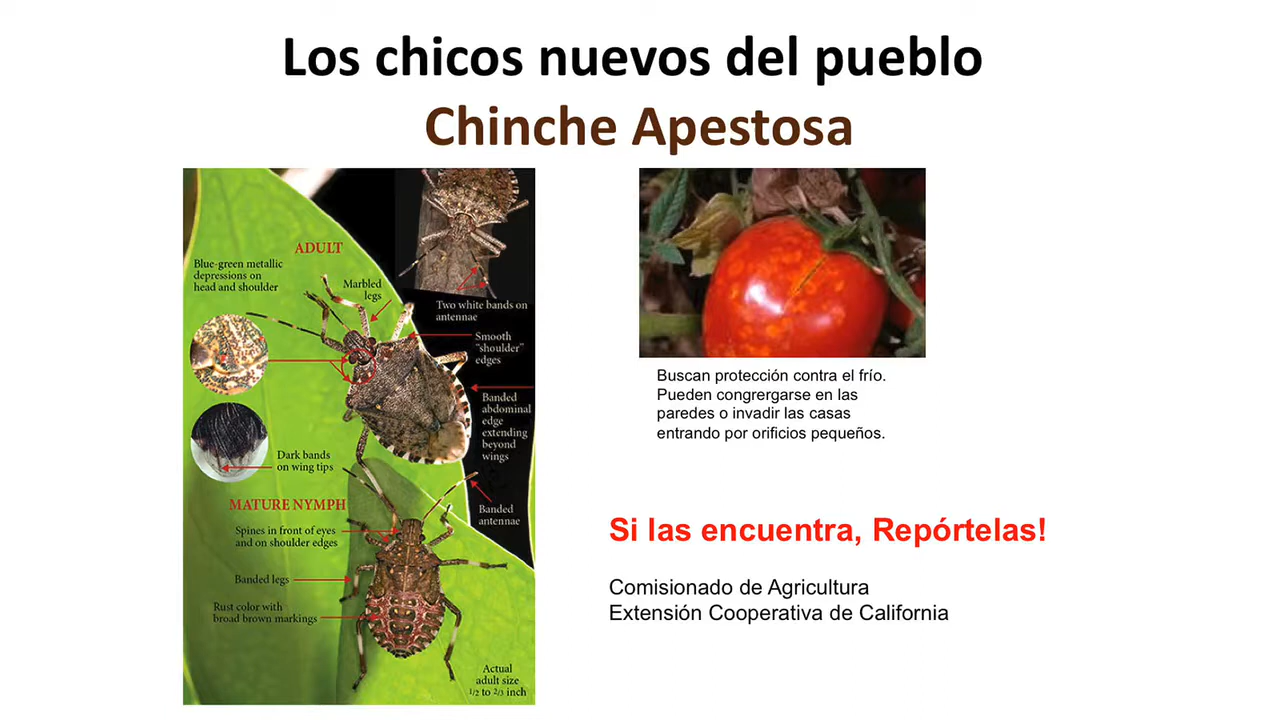 Los chicos nuevos del pueblo
Chinche Apestosa
ADULT
Blue-green metallic
depressions on
head and shoulder
Marbled
legs
Two white bands on
antennae
Smooth
"shoulder"
edges
Banded
abdominal
edge
extending
beyond
wings
Dark bands
on wing tips
MATURE NYMPH
Banded
antennae
Spines in front of eyes
and on shoulder edges
Banded legs
Rust color with
broad brown markings
Actual
adult size
1/2 to 2/3 inch
Buscan protección contra el frío.
Pueden congrergarse en las
paredes o invadir las casas
entrando por orificios pequeños.
Si las encuentra, Repórtelas!
Comisionado de Agricultura
Extensión Cooperativa de California